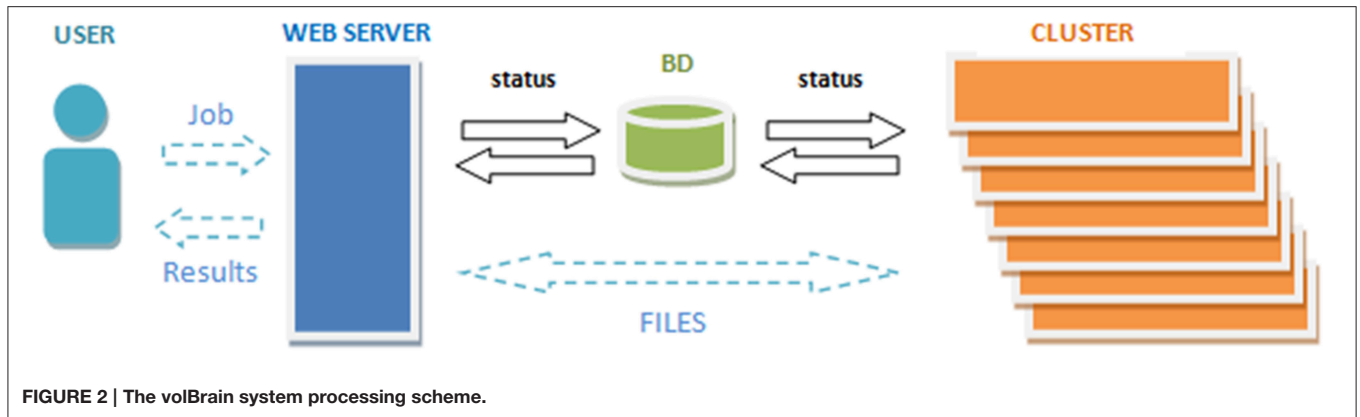 USER
WEB SERVER
BD
CLUSTER
status
status
Job
Results
FILES
FIGURE 2 | The volBrain system processing scheme.